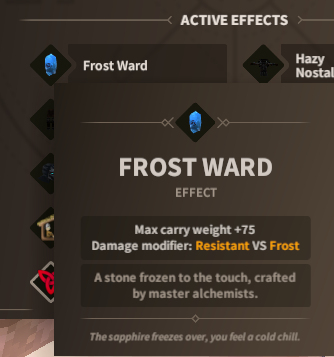 ACTIVE EFFECTS
Frost Ward
Hazy
Nostal
FROST WARD
EFFECT
Max carry weight +75
Damage modifier: Resistant VS Frost
A stone frozen to the touch, crafted
by master alchemists.
The sapphire freezes over, you feel a cold chill.